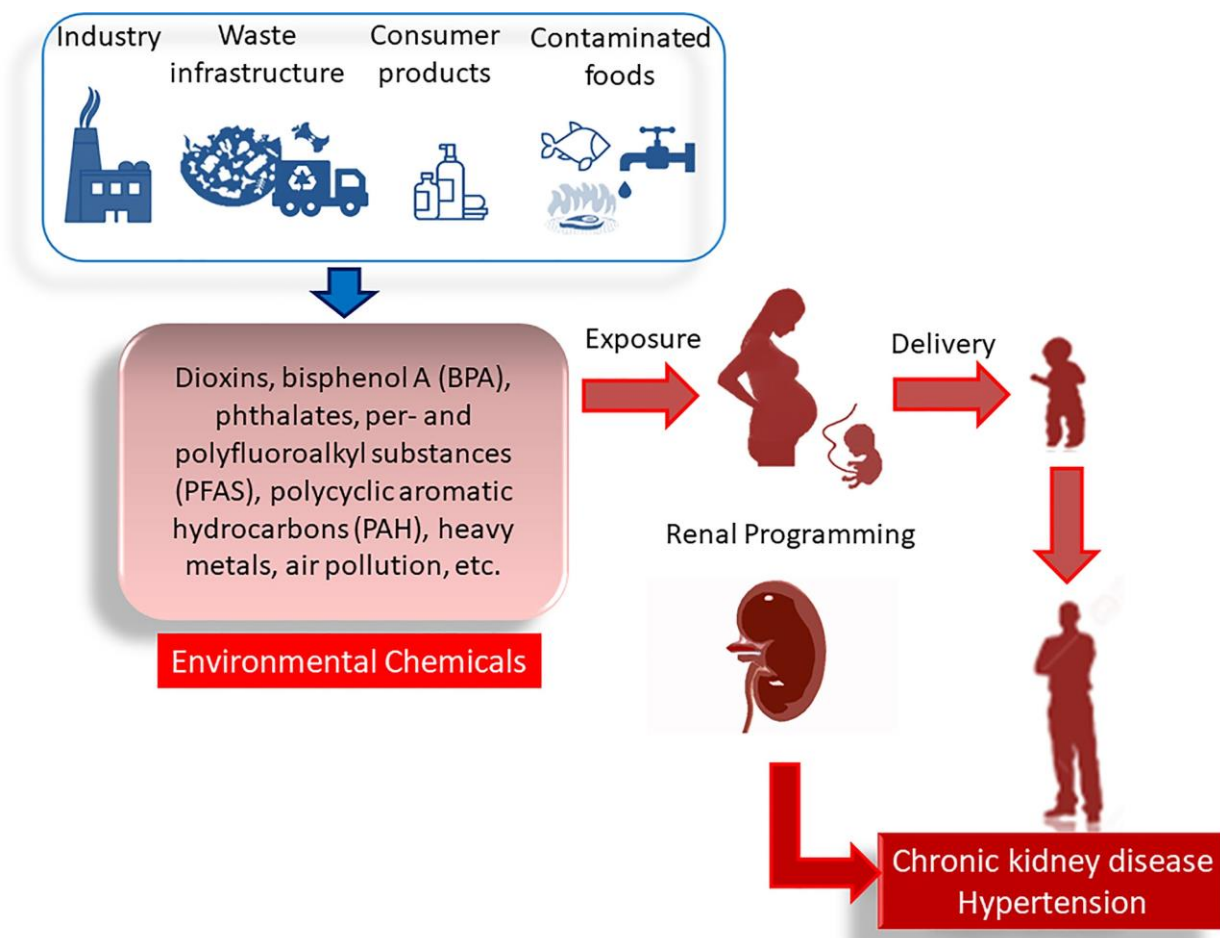 Industry
Waste
infrastructure
Consumer
products
Contaminated
foods
Dioxins, bisphenol A (BPA),
phthalates, per- and
polyfluoroalkyl substances
(PFAS), polycyclic aromatic
hydrocarbons (PAH), heavy
metals, air pollution, etc.
Environmental Chemicals
Exposure
Delivery
Renal Programming
Chronic kidney disease
Hypertension